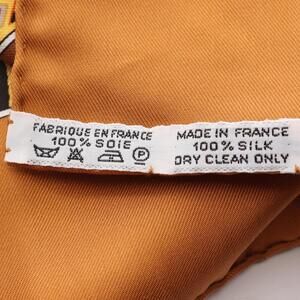 FABRIQUE EN FRANCE
100% SOIE
P
MADE IN FRANCE
100% SILK
DRY CLEAN ONLY